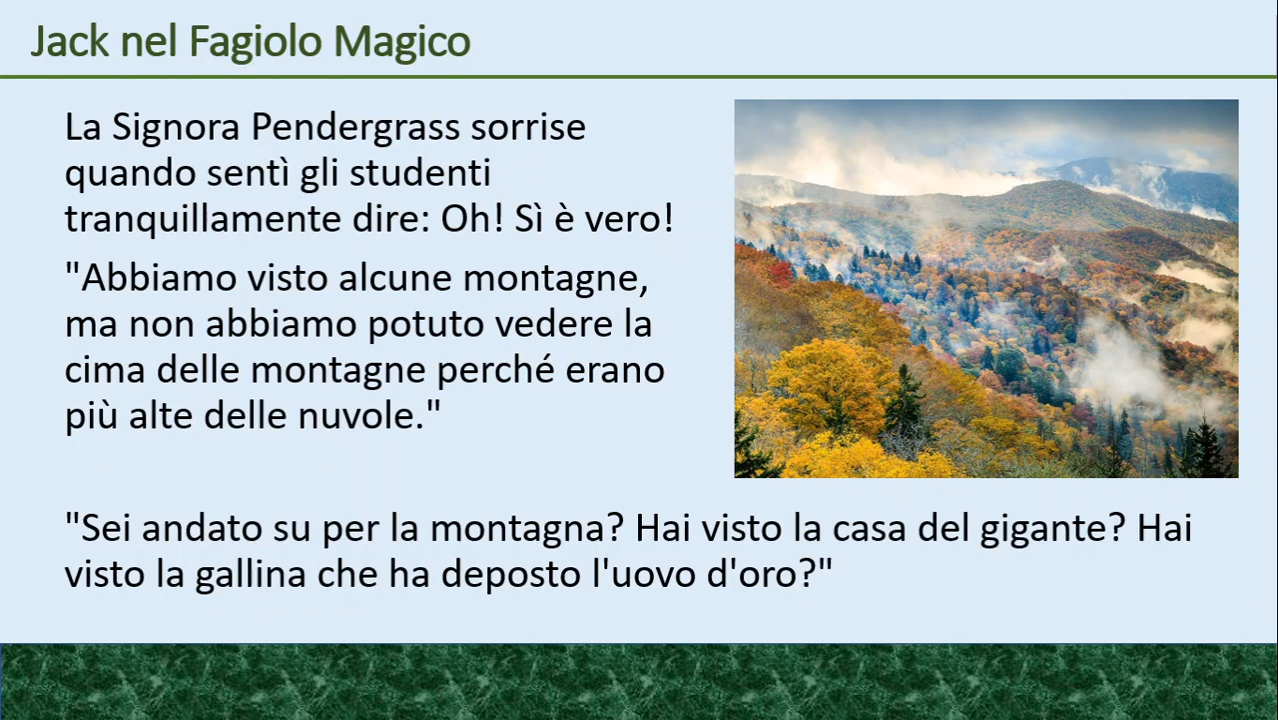 Jack nel Fagiolo Magico
La Signora Pendergrass sorrise
quando sentì gli studenti
tranquillamente dire: Oh! Sì è vero!
"Abbiamo visto alcune montagne,
ma non abbiamo potuto vedere la
cima delle montagne perché erano
più alte delle nuvole."
"Sei andato su per la montagna? Hai visto la casa del gigante? Hai
visto la gallina che ha deposto l'uovo d'oro?"